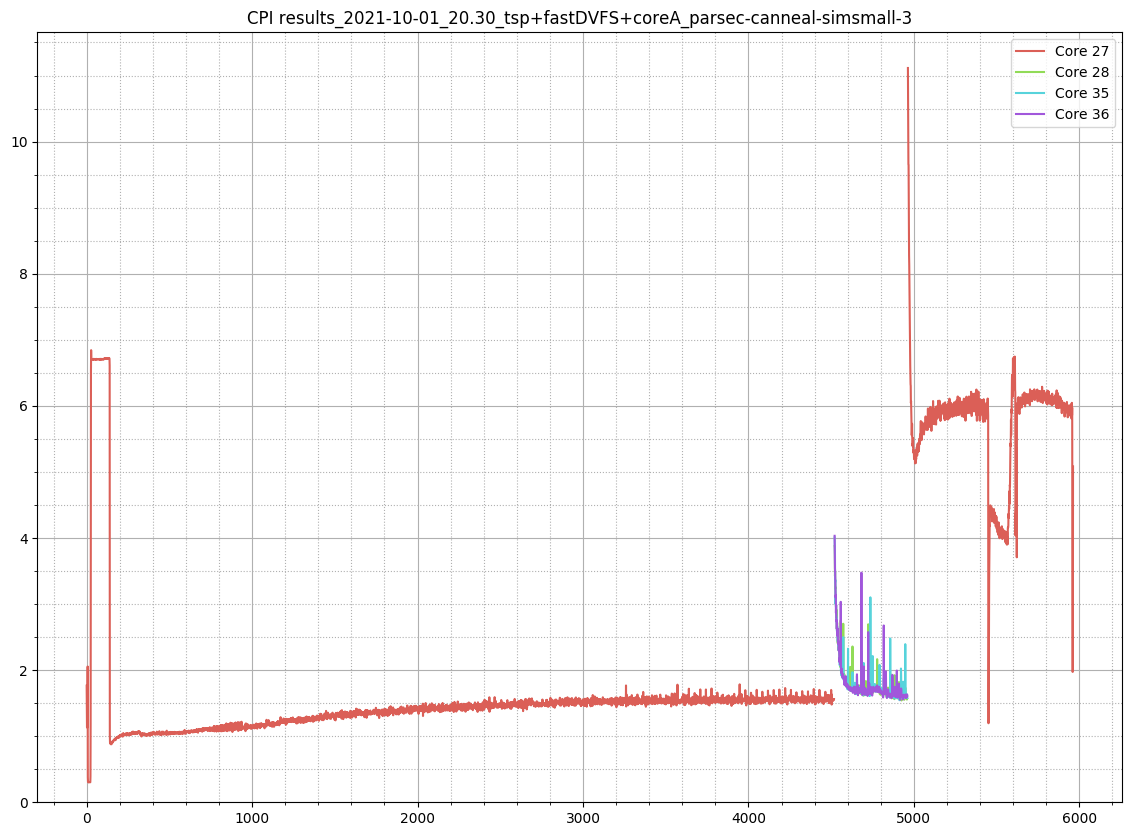 CPI results_2021-10-01_20.30_tsp+fastDVFS+coreA_parsec-canneal-simsmall-3
Core 27
Core 28
Core 35
Core 36
10
8
6
4
2
0
0 1000 2000 3000 4000 5000 6000